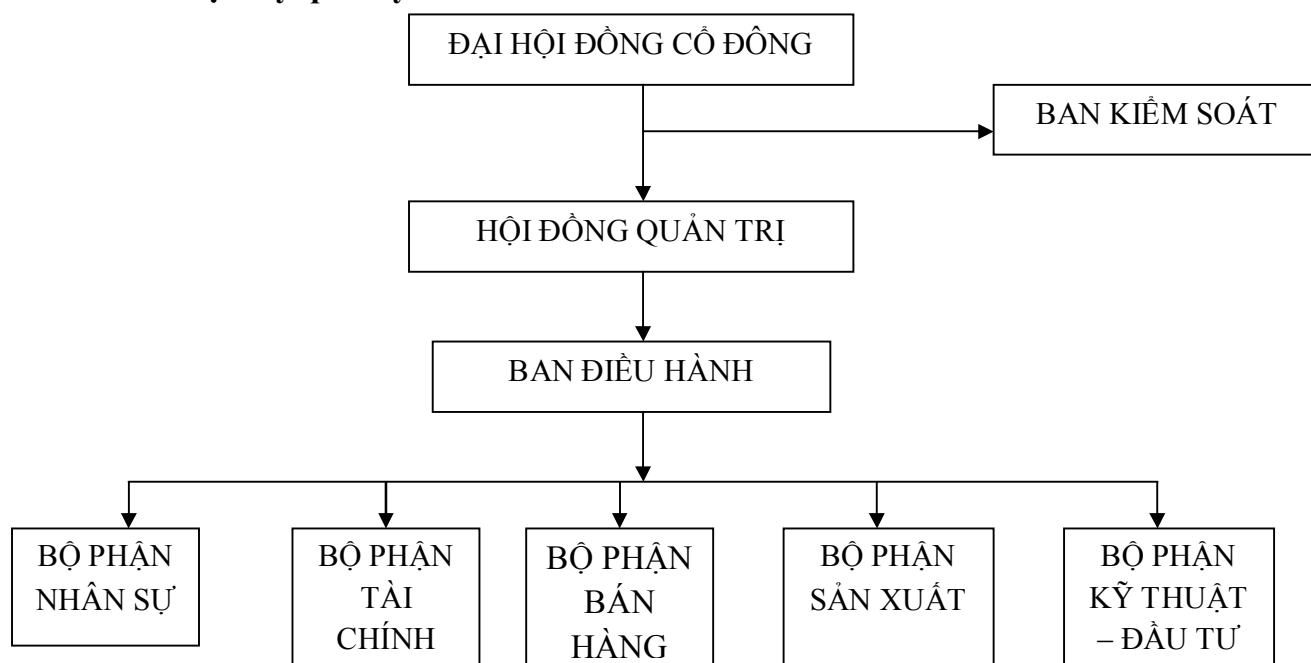 ĐẠI HỘI ĐỒNG CỔ ĐÔNG
BAN KIỂM SOÁT
HỘI ĐỒNG QUẢN TRỊ
BAN ĐIỀU HÀNH
BỘ PHẬN
NHÂN SỰ
BỘ PHẬN
TÀI
CHÍNH
BỘ PHẬN
BÁN
HÀNG
BỘ PHẬN
SẢN XUẤT
BỘ PHẬN
KỸ THUẬT
– ĐẦU TƯ